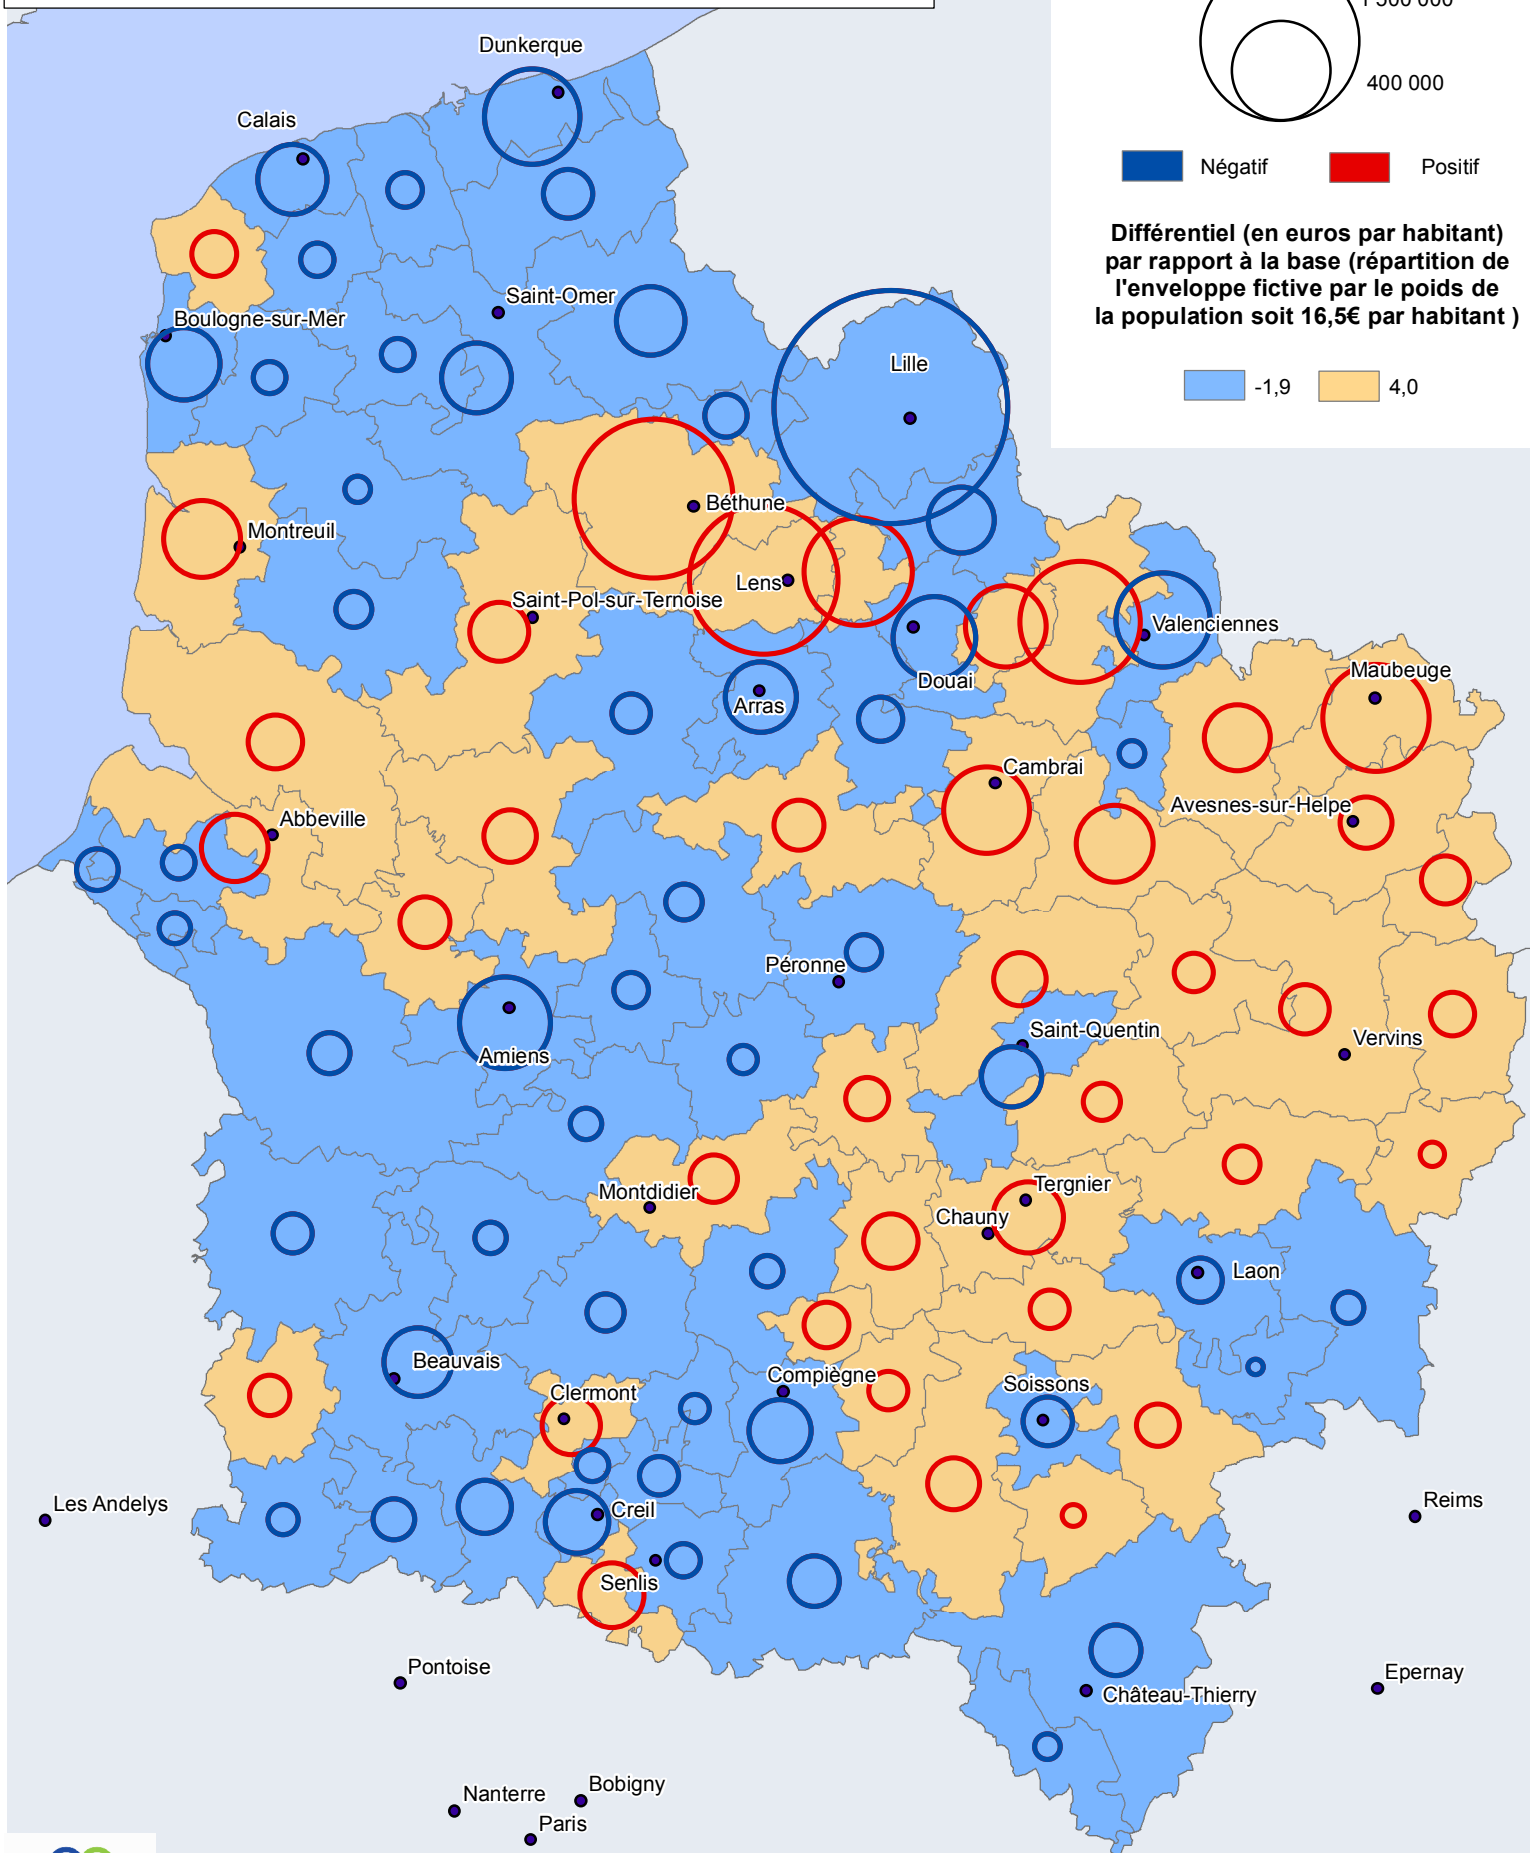 1 500 000
400 000
Négatif
Positif
Différentiel (en euros par habitant)
par rapport à la base (répartition de
l'enveloppe fictive par le poids de
la population soit 16,5€ par habitant )
-1,9
4,0
Dunkerque
Calais
Saint-Omer
Boulogne-sur-Mer
Lille
Béthune
Montreuil
Lens
Saint-Pol-sur-Ternoise
Valenciennes
Douai
Maubeuge
Arras
Cambrai
Avesnes-sur-Helpe
Abbeville
Péronne
Saint-Quentin
Vervins
Amiens
Montdidier
Tergnier
Chauny
Laon
Beauvais
Compiègne
Soissons
Clermont
Les Andelys
Creil
Reims
Senlis
Pontoise
Epernay
Château-Thierry
Nanterre
Bobigny
Paris